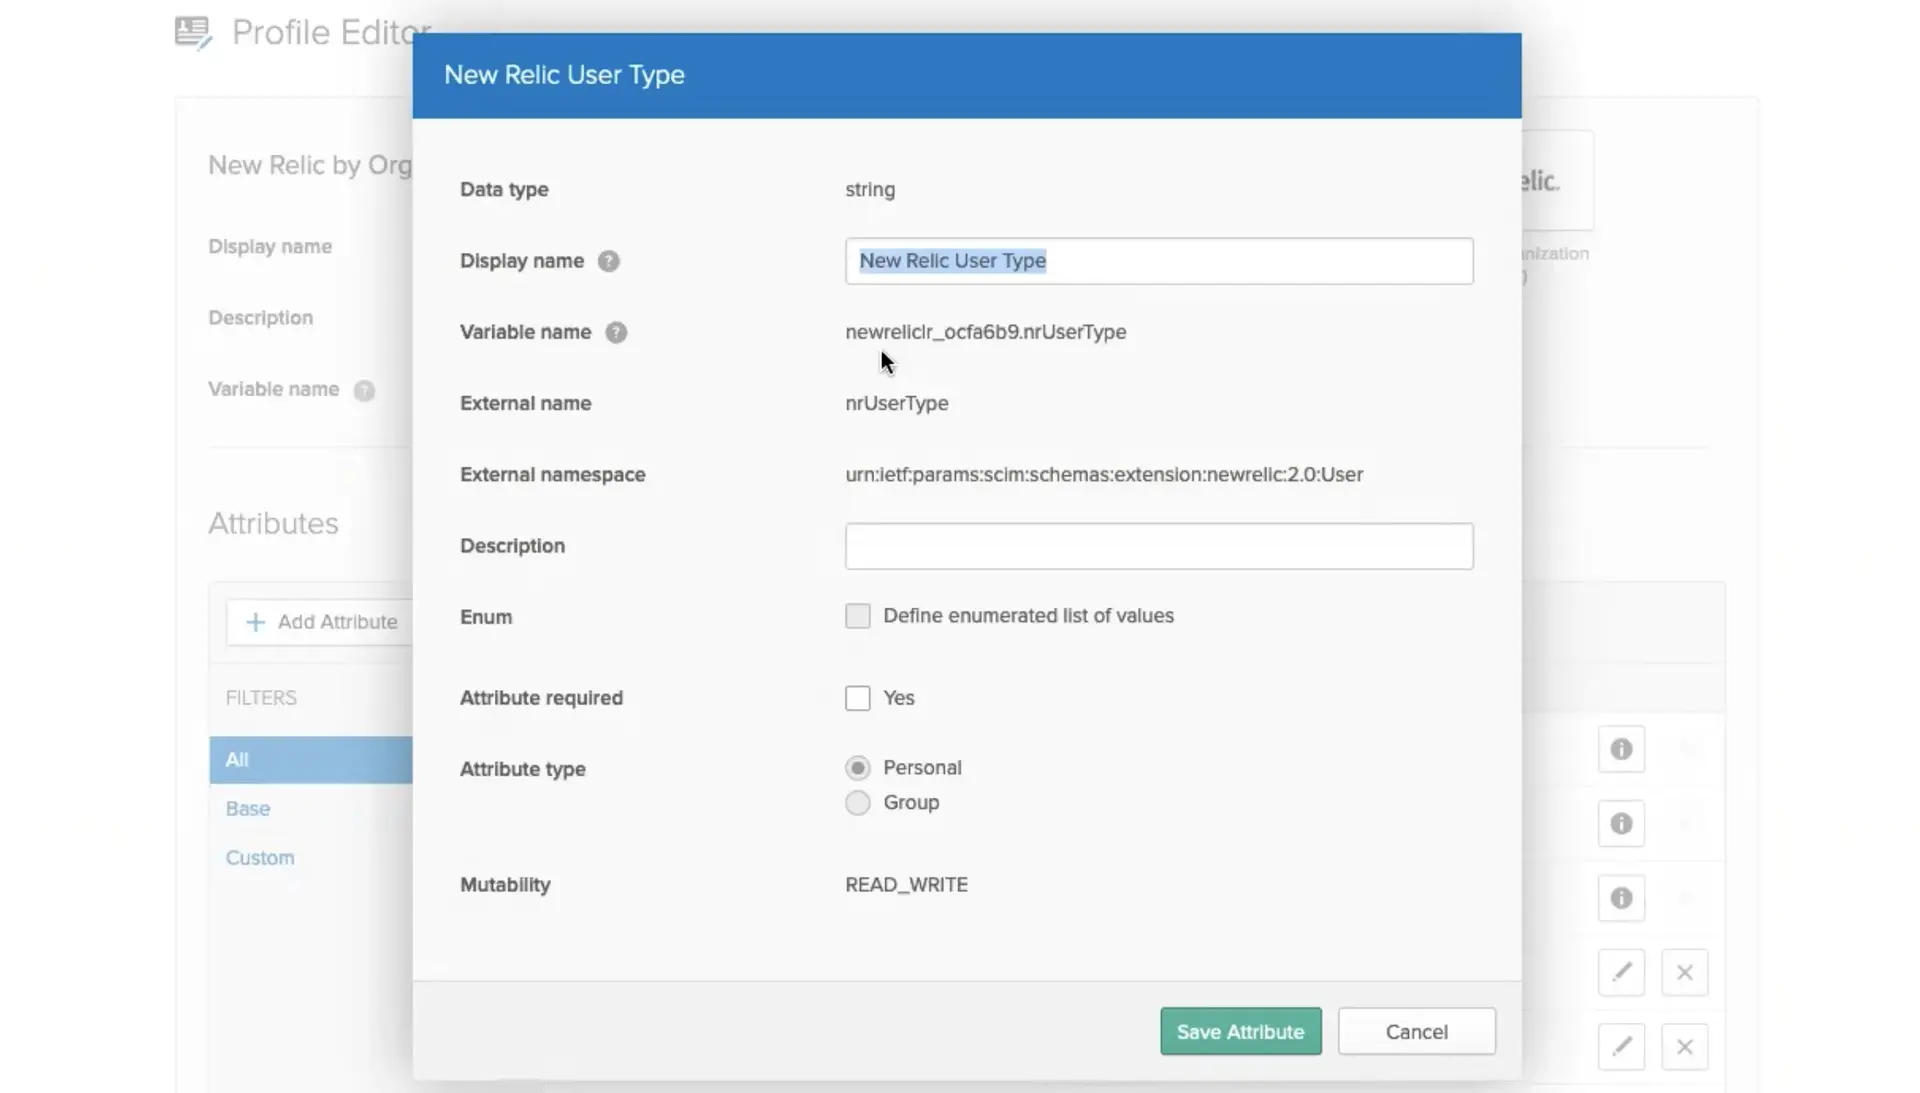 Profile Editor
New Relic User Type
New Relic by Org
elic.
Data type
string
Display name
Display name ?
New Relic User Type
nization
)
Description
Variable name ?
newreliclr_ocfa6b9.nrUserType
Variable name ?
External name
nrUserType
External namespace
urn:ietf:params:scim:schemas:extension:newrelic:2.0:User
Attributes
Description
+ Add Attribute
Enum
Define enumerated list of values
FILTERS
Attribute required
Yes
All
Attribute type
Personal
Group
Base
Custom
Mutability
READ_WRITE
Save Attribute
Cancel